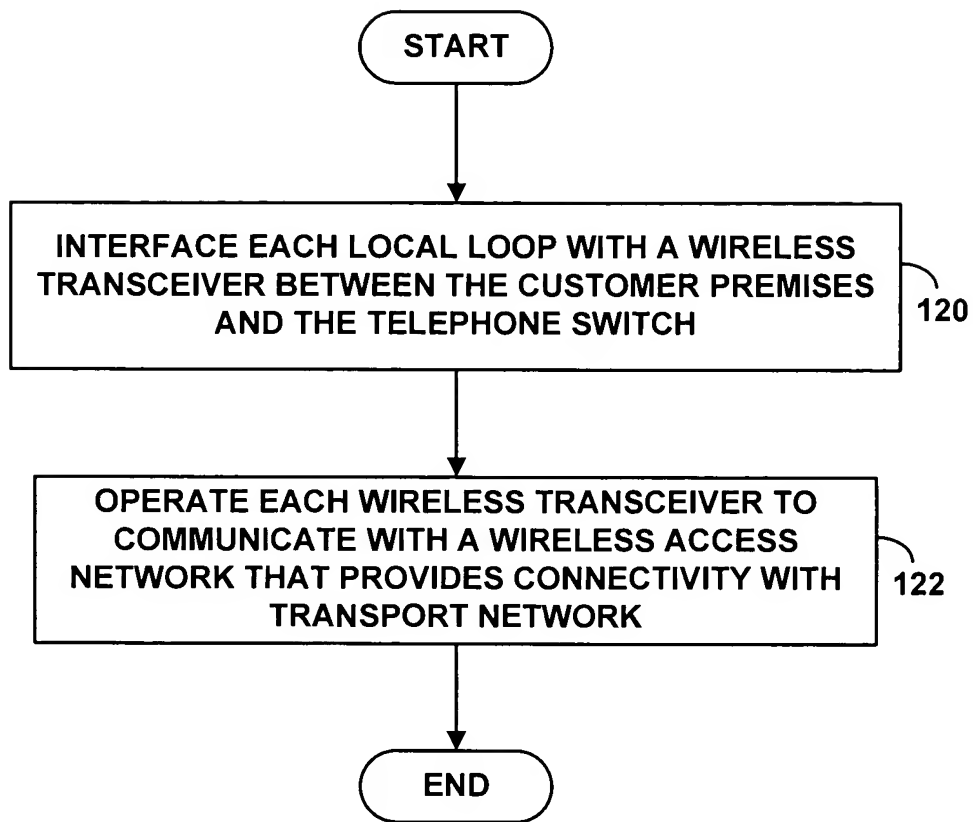 START
INTERFACE EACH LOCAL LOOP WITH A WIRELESS
TRANSCEIVER BETWEEN THE CUSTOMER PREMISES
AND THE TELEPHONE SWITCH
120
OPERATE EACH WIRELESS TRANSCEIVER TO
COMMUNICATE WITH A WIRELESS ACCESS
NETWORK THAT PROVIDES CONNECTIVITY WITH
TRANSPORT NETWORK
122
END